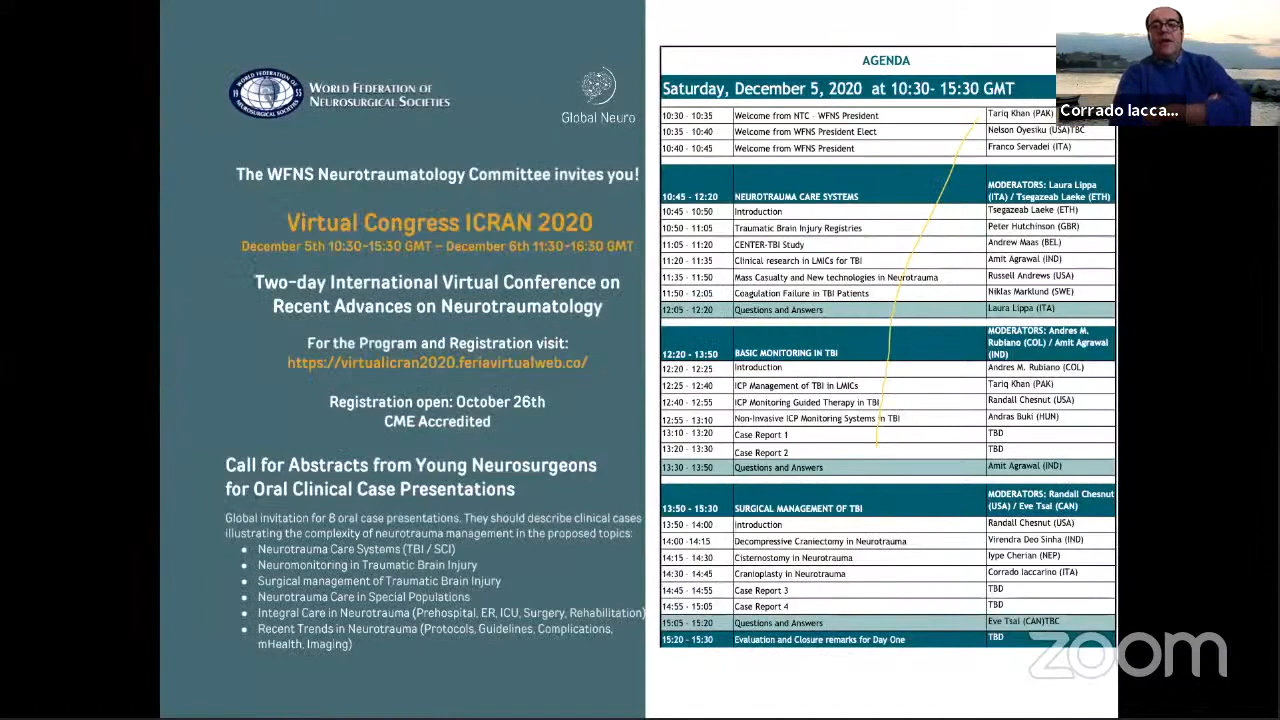 WORLD FEDERATION OF
NEUROSURGICAL SOCIETIES
WORLD FEDERATION OF
NEUROSURGICAL SOCIETIES
19 55
Global Neuro
The WFNS Neurotraumatology Committee invites you!
Virtual Congress ICRAN 2020
December 5th 10:30-15:30 GMT – December 6th 11:30-16:30 GMT
Two-day International Virtual Conference on
Recent Advances on Neurotraumatology
For the Program and Registration visit:
https://virtualicran2020.feriavirtualweb.co/
Registration open: October 26th
CME Accredited
Call for Abstracts from Young Neurosurgeons
for Oral Clinical Case Presentations
Global invitation for 8 oral case presentations. They should describe clinical cases
illustrating the complexity of neurotrauma management in the proposed topics:
• Neurotrauma Care Systems (TBI / SCI)
• Neuromonitoring in Traumatic Brain Injury
• Surgical management of Traumatic Brain Injury
• Neurotrauma Care in Special Populations
• Integral Care in Neurotrauma (Prehospital, ER, ICU, Surgery, Rehabilitation)
• Recent Trends in Neurotrauma (Protocols, Guidelines, Complications,
mHealth, Imaging)
AGENDA
Saturday, December 5, 2020 at 10:30- 15:30 GMT
10:30 - 10:35 Welcome from NTC - WFNS President Tariq Khan (PAK)
10:35 - 10:40 Welcome from WFNS President Elect Nelson Oyesiku (USA)TBC
10:40 - 10:45 Welcome from WFNS President Franco Servadei (ITA)
10:45 - 12:20 NEUROTRAUMA CARE SYSTEMS MODERATORS: Laura Lippa
(ITA) / Tsegazeab Laeke (ETH)
10:45 - 10:50 Introduction Tsegazeab Laeke (ETH)
10:50 - 11:05 Traumatic Brain Injury Registries Peter Hutchinson (GBR)
11:05 - 11:20 CENTER-TBI Study Andrew Maas (BEL)
11:20 - 11:35 Clinical research in LMICs for TBI Amit Agrawal (IND)
11:35 - 11:50 Mass Casualty and New technologies in Neurotrauma Russell Andrews (USA)
11:50 - 12:05 Coagulation Failure in TBI Patients Niklas Marklund (SWE)
12:05 - 12:20 Questions and Answers Laura Lippa (ITA)
12:20 - 13:50 BASIC MONITORING IN TBI MODERATORS: Andres M.
Rubiano (COL) / Amit Agrawal
(IND)
12:20 - 12:25 Introduction Andres M. Rubiano (COL)
12:25 - 12:40 ICP Management of TBI in LMICs Tariq Khan (PAK)
12:40 - 12:55 ICP Monitoring Guided Therapy in TBI Randall Chesnut (USA)
12:55 - 13:10 Non-Invasive ICP Monitoring Systems in TBI Andras Buki (HUN)
13:10 - 13:20 Case Report 1 TBD
13:20 - 13:30 Case Report 2 TBD
13:30 - 13:50 Questions and Answers Amit Agrawal (IND)
13:50 - 15:30 SURGICAL MANAGEMENT OF TBI MODERATORS: Randall Chesnut
(USA) / Eve Tsai (CAN)
13:50 - 14:00 Introduction Randall Chesnut (USA)
14:00 -14:15 Decompressive Craniectomy in Neurotrauma Virendra Deo Sinha (IND)
14:15 - 14:30 Cisternostomy in Neurotrauma Iype Cherian (NEP)
14:30 - 14:45 Cranioplasty in Neurotrauma Corrado Iaccarino (ITA)
14:45 - 14:55 Case Report 3 TBD
14:55 - 15:05 Case Report 4 TBD
15:05 - 15:20 Questions and Answers Eve Tsai (CAN)TBC
15:20 - 15:30 Evaluation and Closure remarks for Day One TBD
Corrado Iacca...
zoom